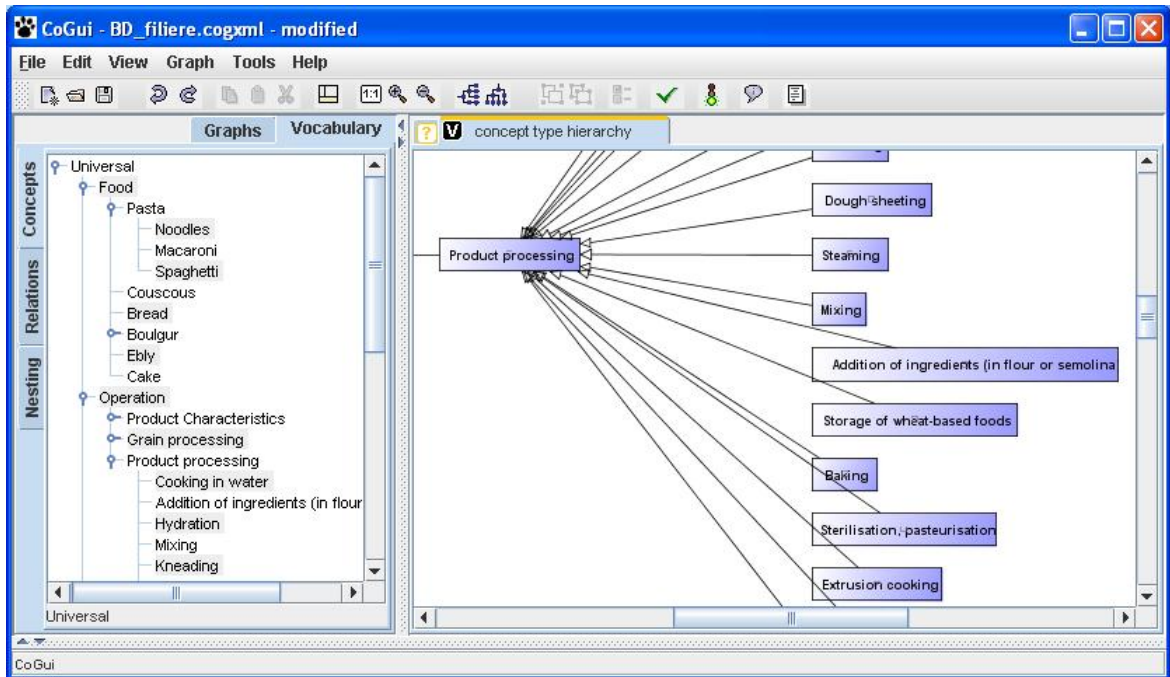 CoGui - BD_filiere.cogxml - modified
File Edit View Graph Tools Help
1:1
Graphs Vocabulary
? V concept type hierarchy
Concepts
Relations
Nesting
Universal
Food
Pasta
Noodles
Macaroni
Spaghetti
Couscous
Bread
Boulgur
Ebly
Cake
Operation
Product Characteristics
Grain processing
Product processing
Cooking in water
Addition of ingredients (in flour
Hydration
Mixing
Kneading
Universal
Product processing
Dough sheeting
Steaming
Mixing
Addition of ingredients (in flour or semolina
Storage of wheat-based foods
Baking
Sterilisation, pasteurisation
Extrusion cooking
CoGui